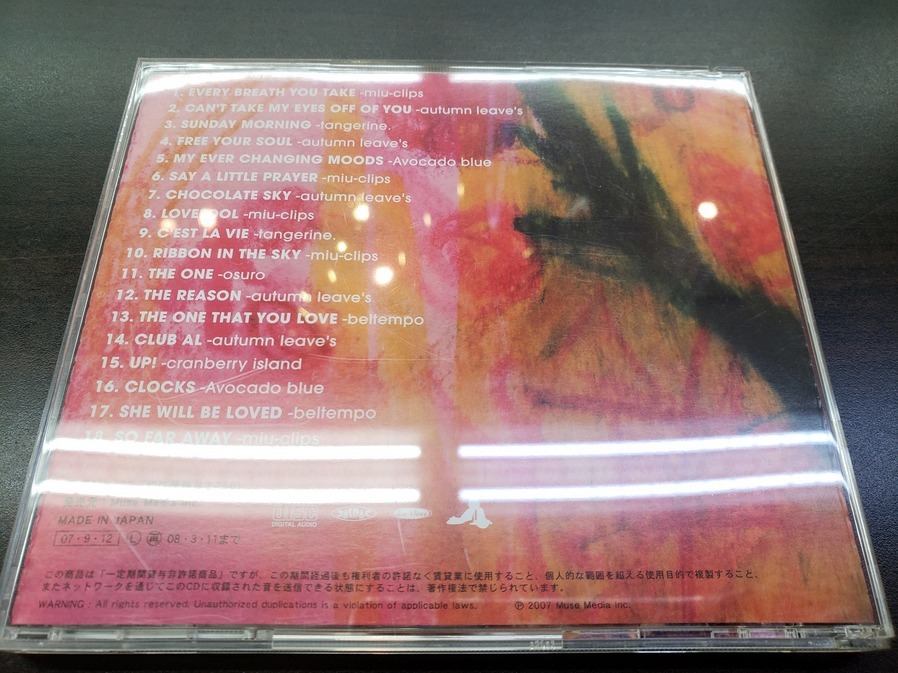 1. EVERY BREATH YOU TAKE -miu-clips
2. CAN'T TAKE MY EYES OFF OF YOU -autumn leave's
3. SUNDAY MORNING -tangerine.
4. FREE YOUR SOUL -autumn leave's
5. MY EVER CHANGING MOODS -Avocado blue
6. SAY A LITTLE PRAYER -miu-clips
7. CHOCOLATE SKY -autumn leave's
8. LOVEFOOL -miu-clips
9. C'EST LA VIE -tangerine.
10. RIBBON IN THE SKY -miu-clips
11. THE ONE -osuro
12. THE REASON -autumn leave's
13. THE ONE THAT YOU LOVE -beltempo
14. CLUB AL -autumn leave's
15. UP! -cranberry island
16. CLOCKS -Avocado blue
17. SHE WILL BE LOVED -beltempo
18. SO FAR AWAY -miu-clips
MADE IN JAPAN
DIGITAL AUDIO
07・9・12 L 再 08・3・11まで
この商品は「一定期間貸与非許諾商品」ですが、この期間経過後も権利者の許諾なく賃貸業に使用すること、個人的な範囲を超える使用目的で複製すること、
またネットワークを通じてこのCDに収録された音を送信できる状態にすることは、著作権法で禁じられています。
WARNING : All rights reserved. Unauthorized duplications is a violation of applicable laws. ℗ 2007 Muse Media inc.